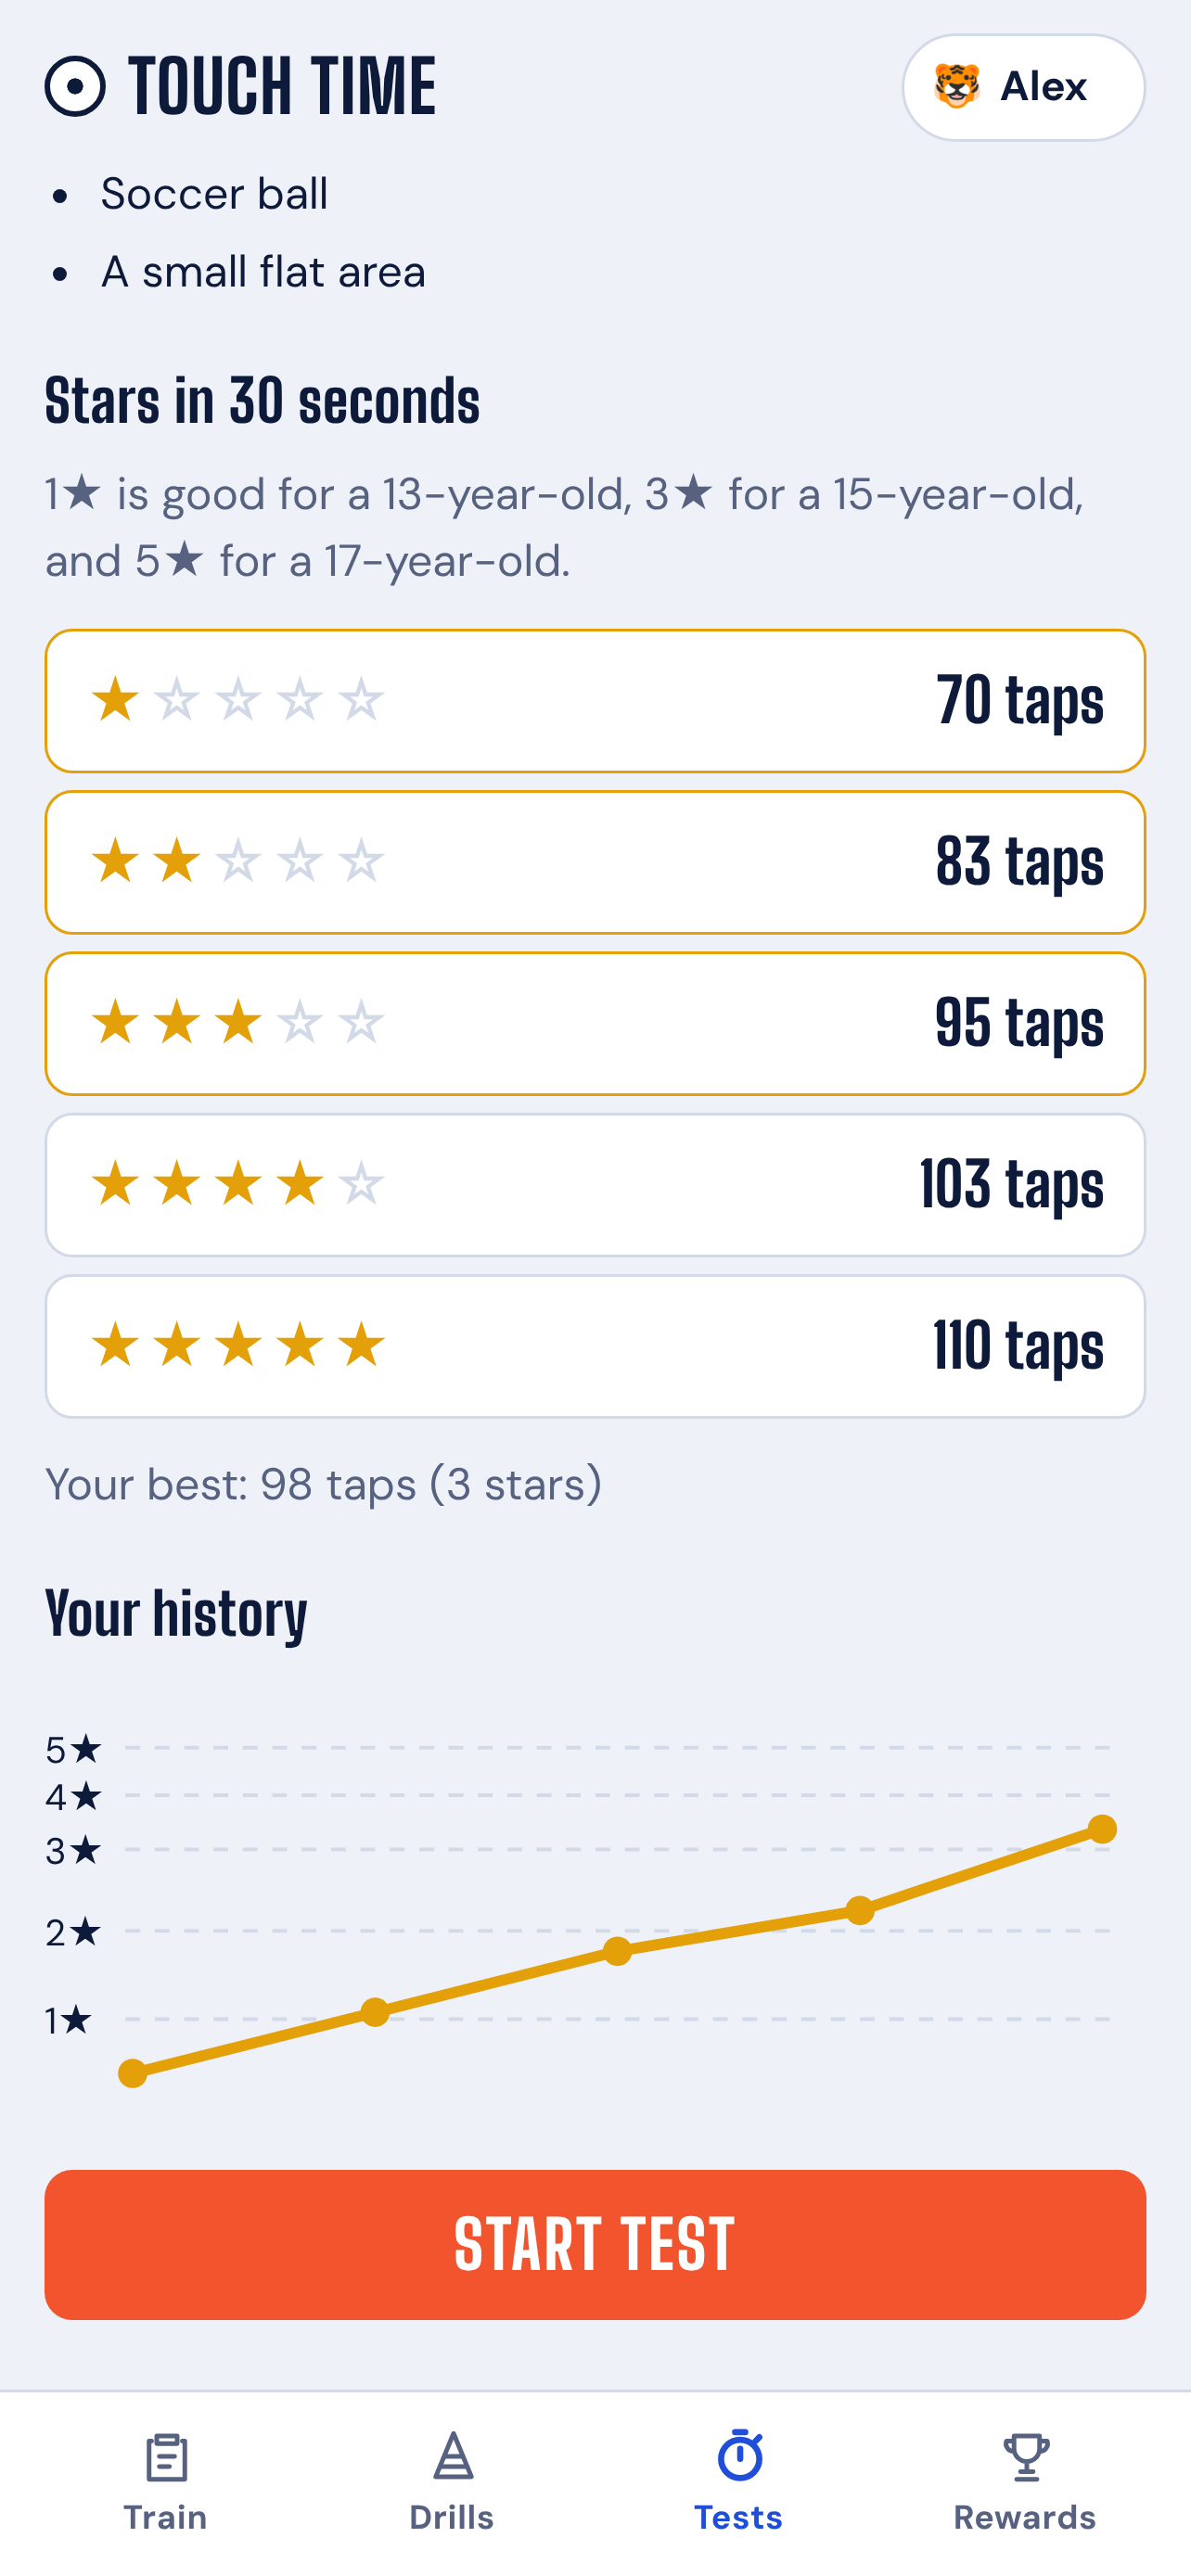 TOUCH TIME
🐯 Alex
• Soccer ball
• A small flat area
Stars in 30 seconds
1★ is good for a 13-year-old, 3★ for a 15-year-old,
and 5★ for a 17-year-old.
★☆☆☆☆ 70 taps
★★☆☆☆ 83 taps
★★★☆☆ 95 taps
★★★★☆ 103 taps
★★★★★ 110 taps
Your best: 98 taps (3 stars)
Your history
5★
4★
3★
2★
1★
START TEST
Train Drills Tests Rewards